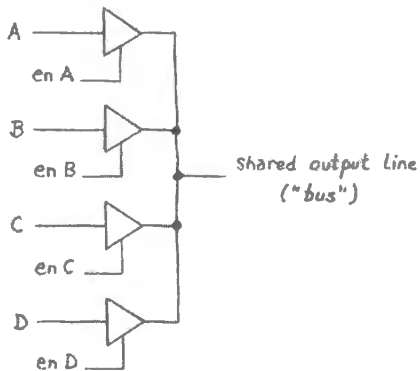 A
en A
B
en B
shared output line
("bus")
C
en C
D
en D